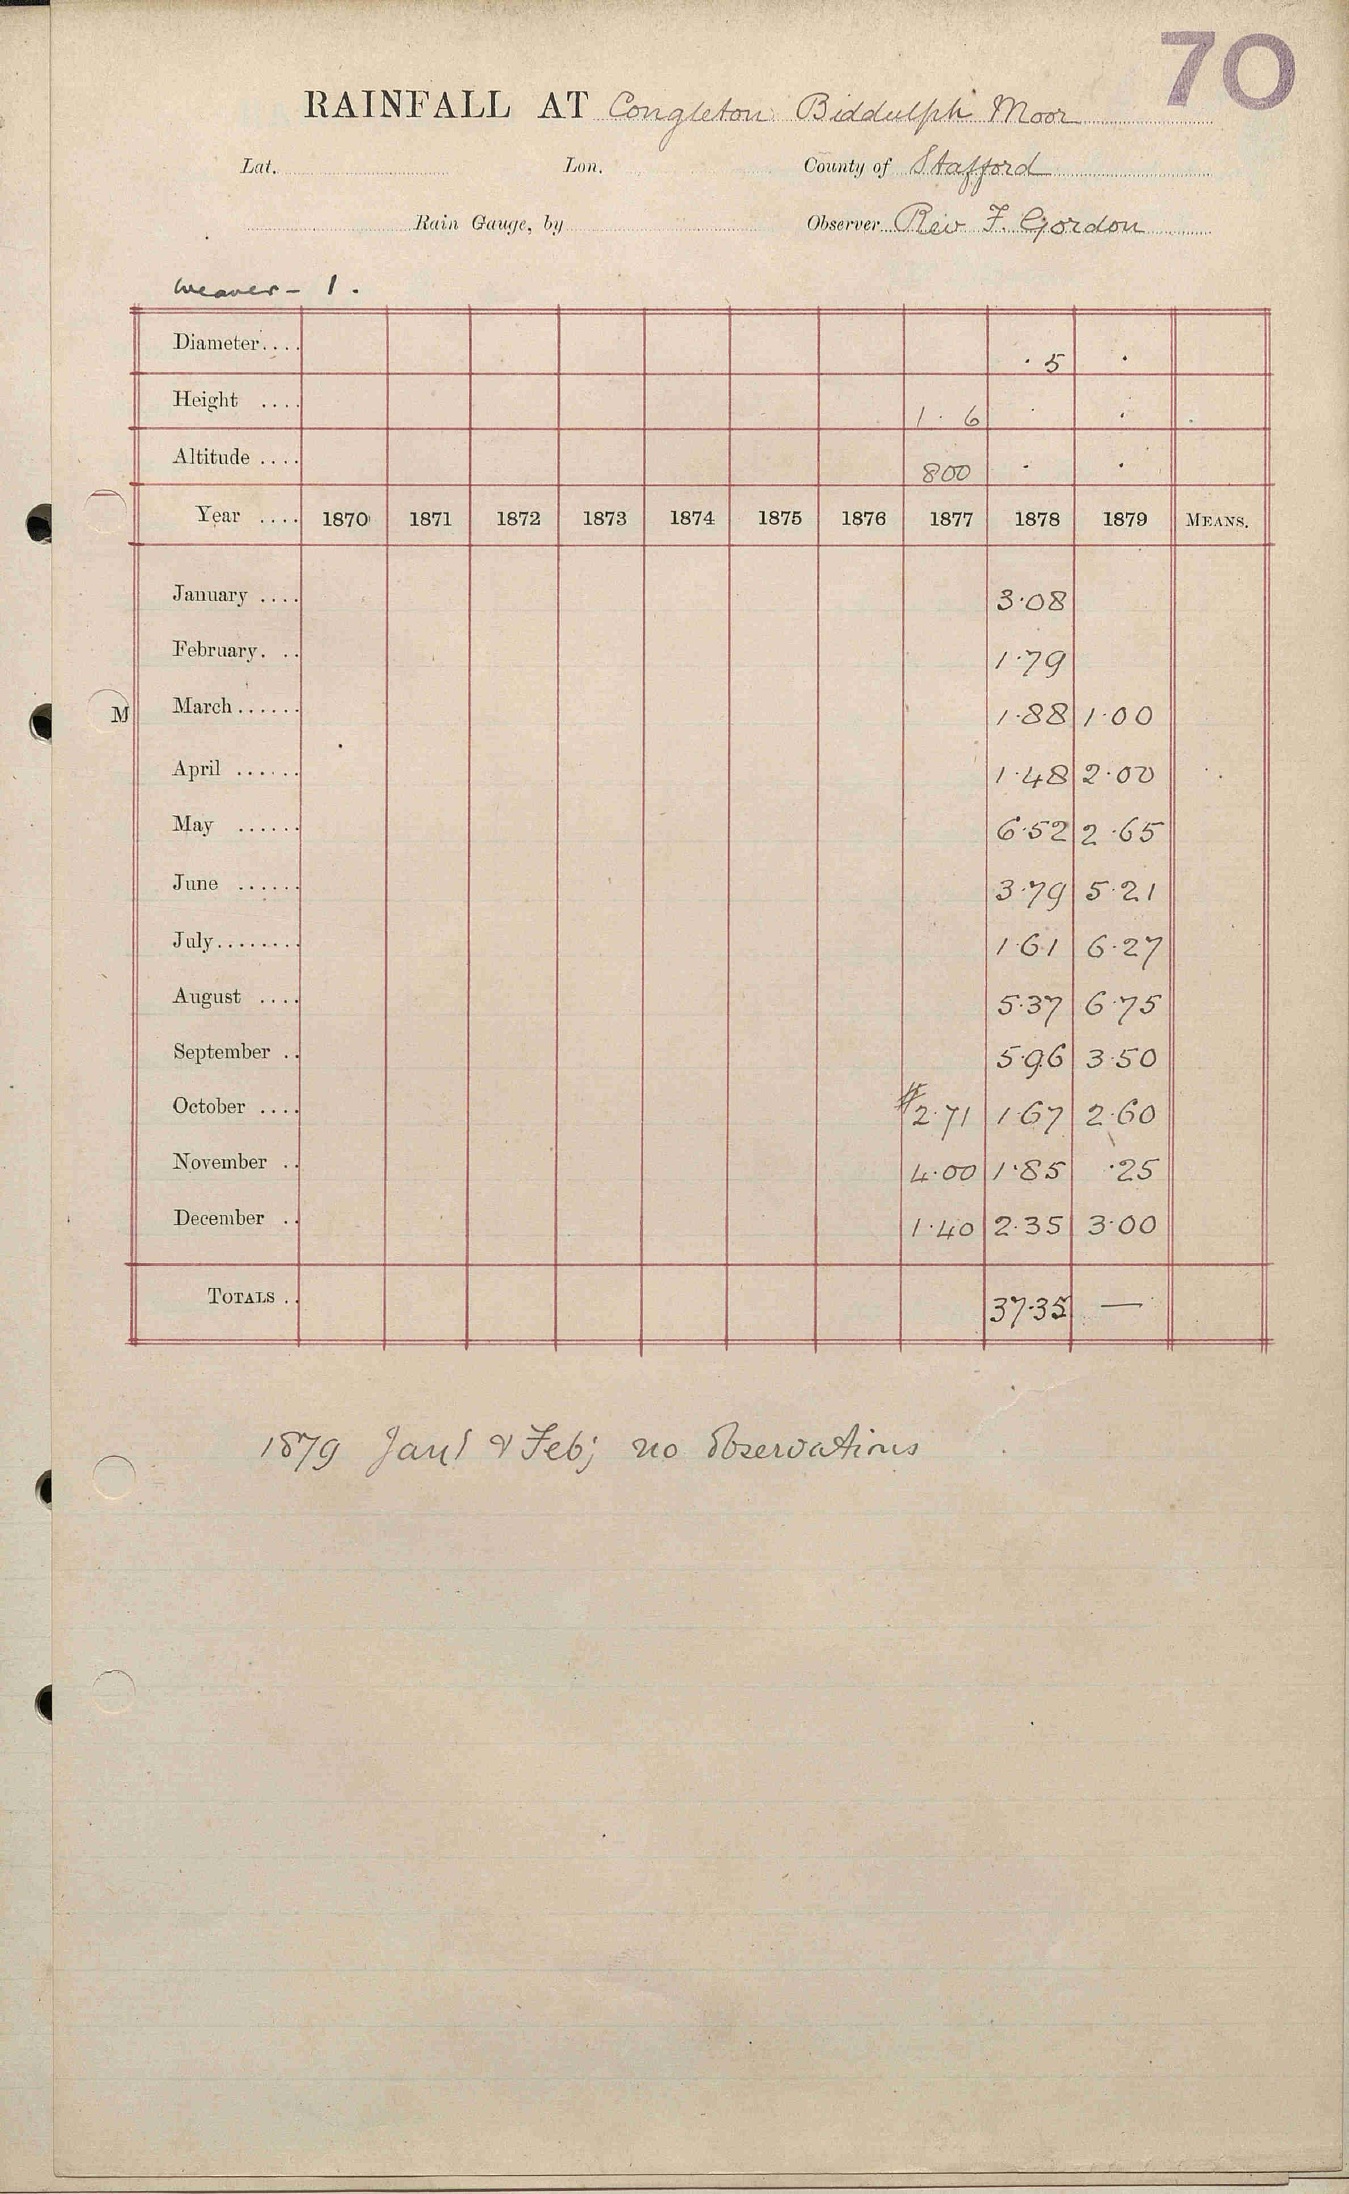 70
RAINFALL AT Congleton Biddulph Moor
Lat. Lon. County of Stafford
Rain Gauge, by Observer Rev F. Gordon
Weaver - 1.
Diameter.... · 5 ·
Height .... 1 · 6 · ·
Altitude .... 800 · ·
Year .... 1870 1871 1872 1873 1874 1875 1876 1877 1878 1879 MEANS.
January .... 3·08
February. .. 1·79
M March...... 1·88 1·00
April ...... 1·48 2·00
May ...... 6·52 2·65
June ...... 3·79 5·21
July........ 1·61 6·27
August .... 5·37 6·75
September .. 5·96 3·50
October .... #2·71 1·67 2·60
November .. 4·00 1·85 ·25
December .. 1·40 2·35 3·00
TOTALS .. 37·35 —
1879 Jany & Feb; no observations